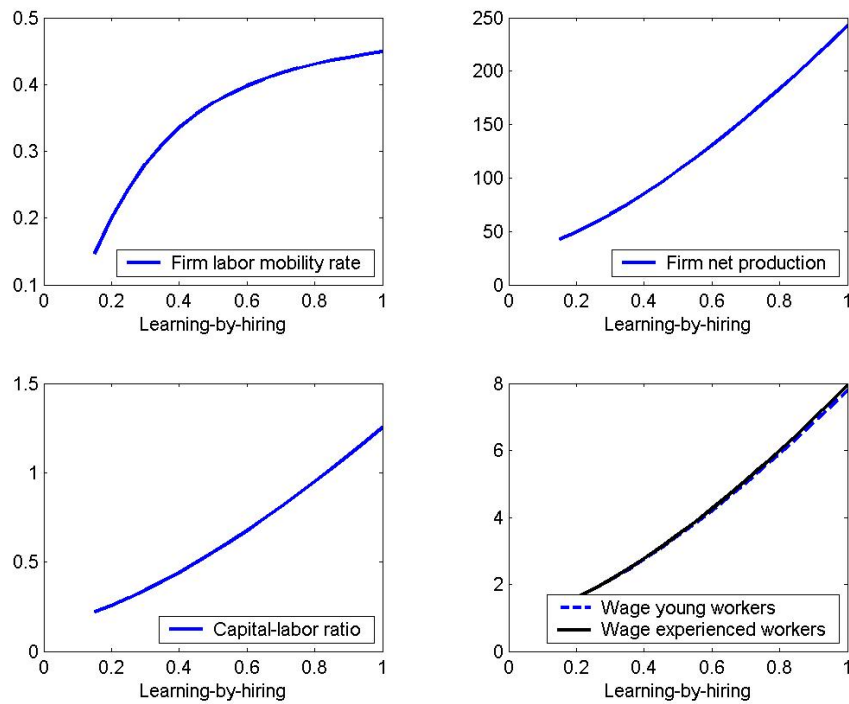 0.5
0.4
0.3
0.2
0.1
0 0.2 0.4 0.6 0.8 1
Firm labor mobility rate
Learning-by-hiring
250
200
150
100
50
0
0 0.2 0.4 0.6 0.8 1
Firm net production
Learning-by-hiring
1.5
1
0.5
0
0 0.2 0.4 0.6 0.8 1
Capital-labor ratio
Learning-by-hiring
8
6
4
2
0
0 0.2 0.4 0.6 0.8 1
Wage young workers
Wage experienced workers
Learning-by-hiring